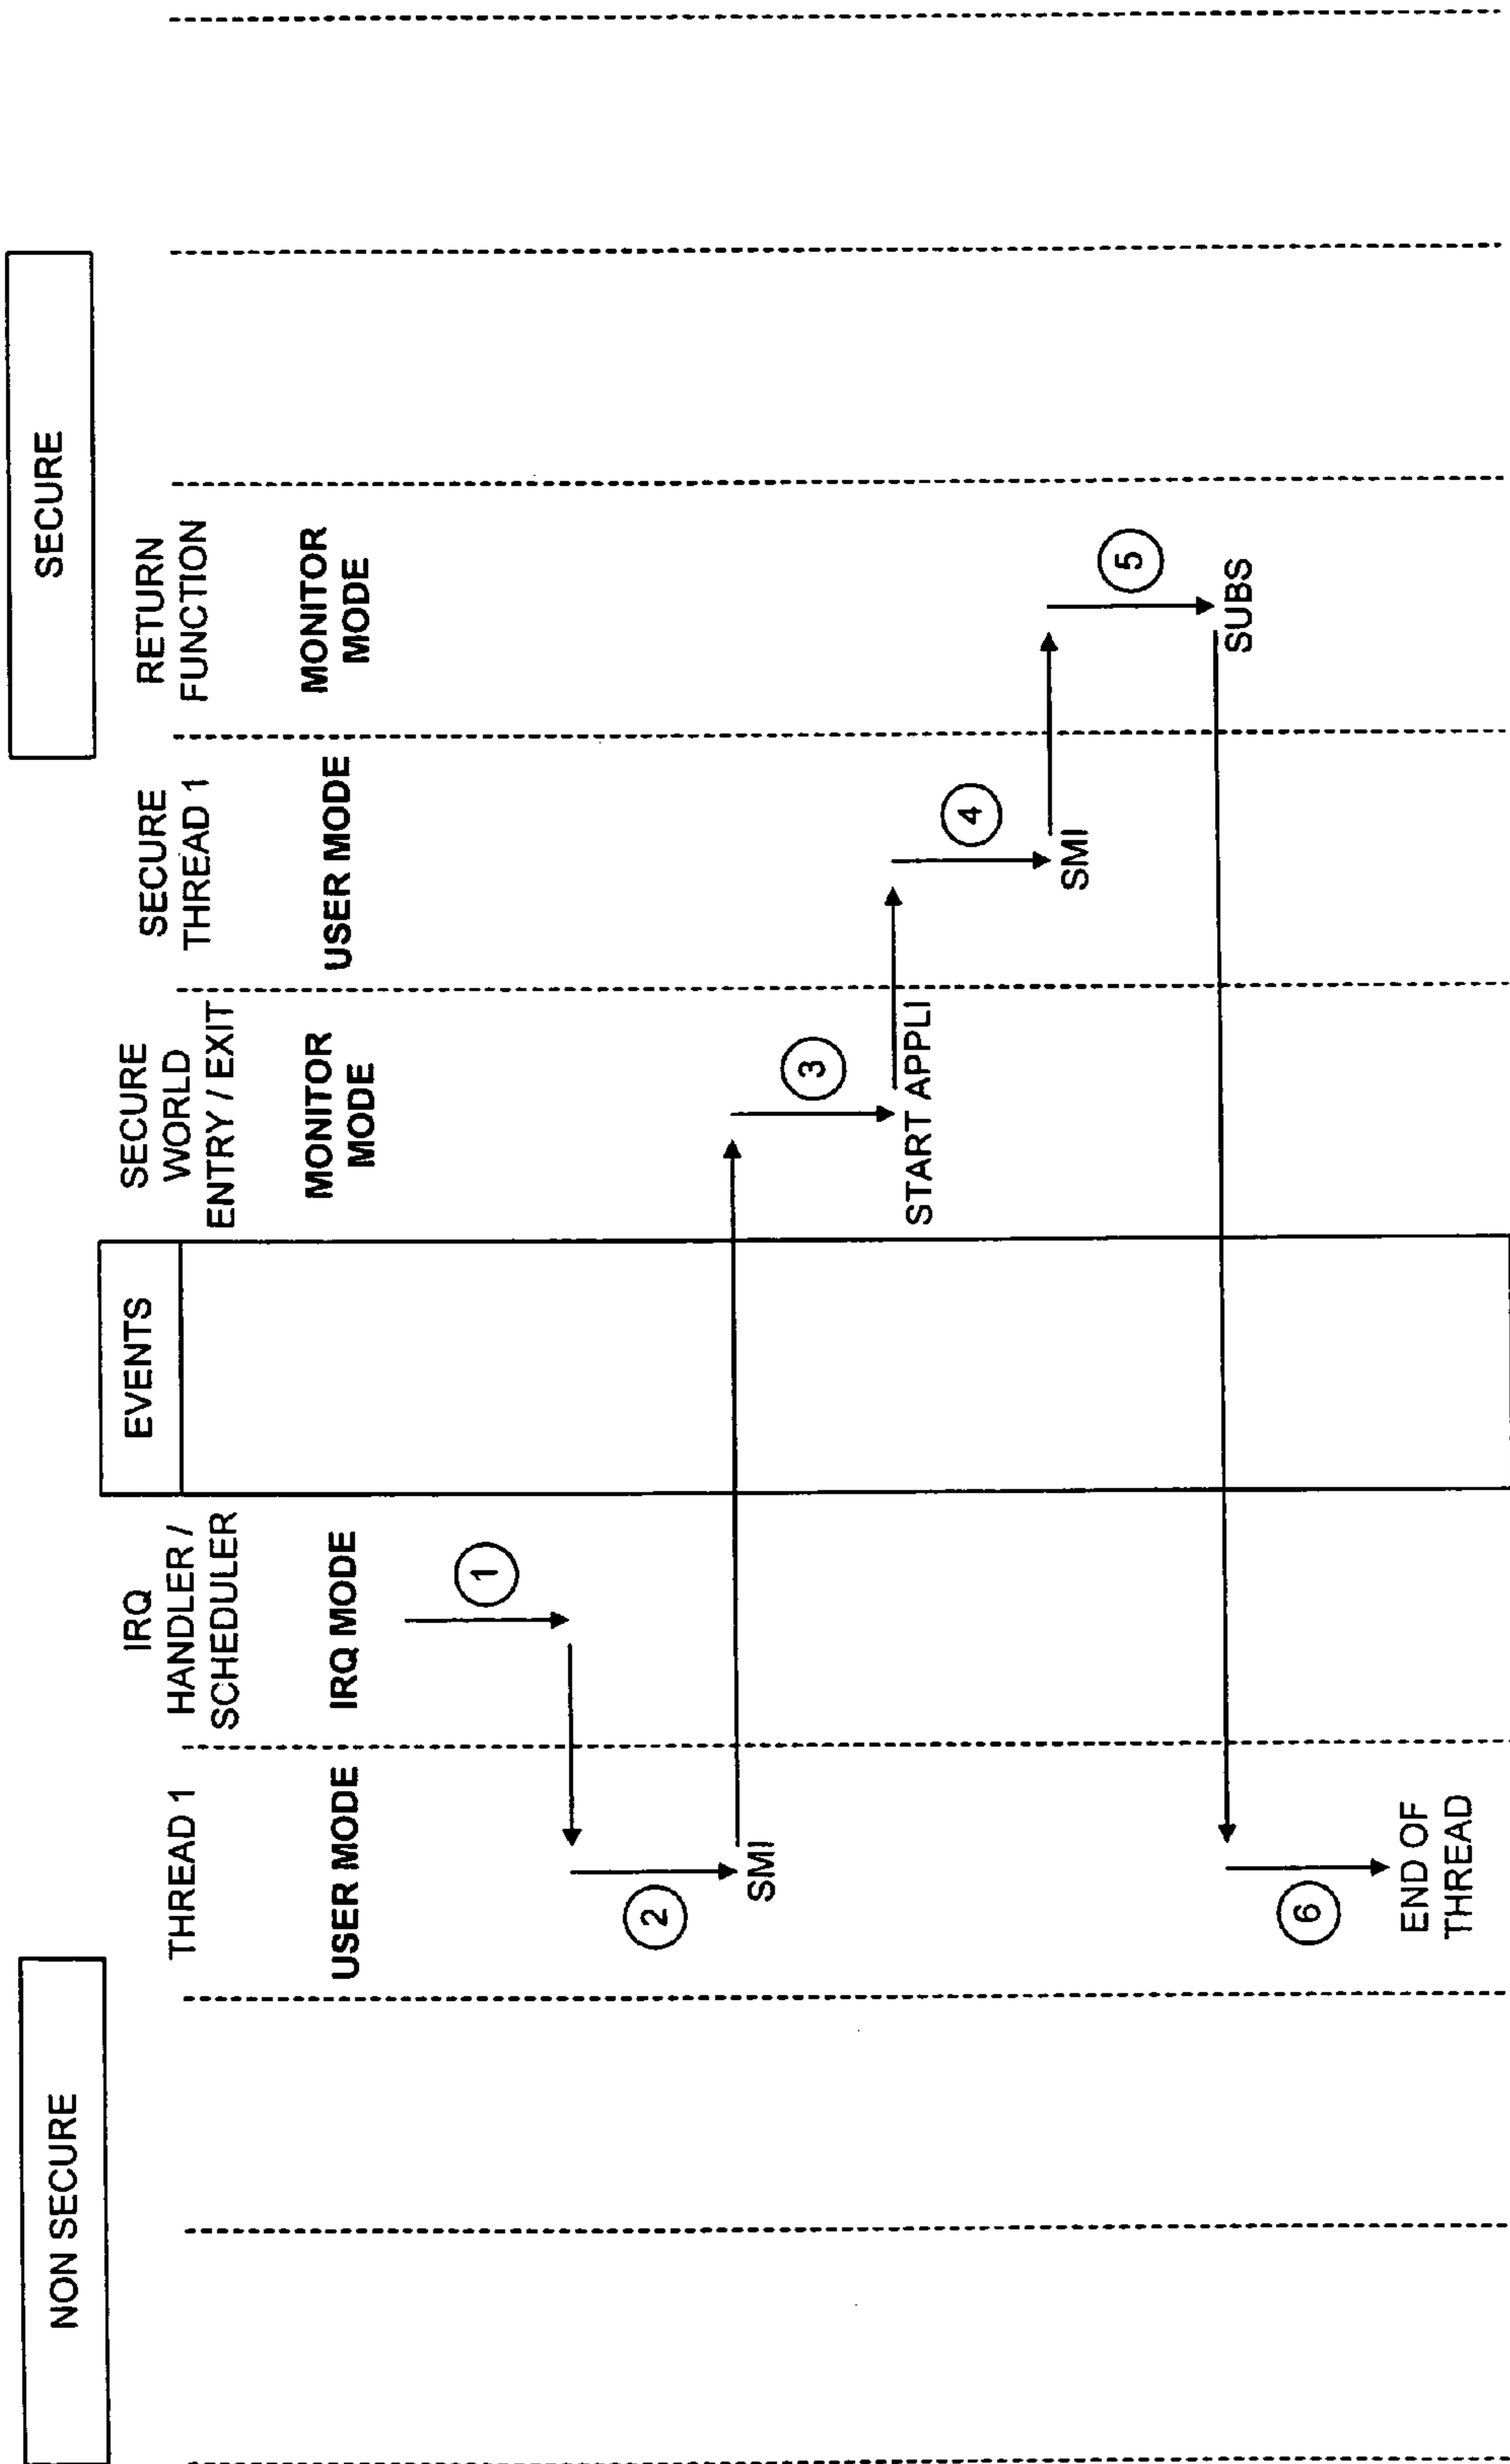 NON SECURE
SECURE
EVENTS
THREAD 1
IRQ
HANDLER /
SCHEDULER
SECURE
WORLD
ENTRY / EXIT
SECURE
THREAD 1
RETURN
FUNCTION
USER MODE
IRQ MODE
MONITOR
MODE
USER MODE
MONITOR
MODE
1
2
SMI
3
START APPLI
4
SMI
5
SUBS
6
END OF
THREAD